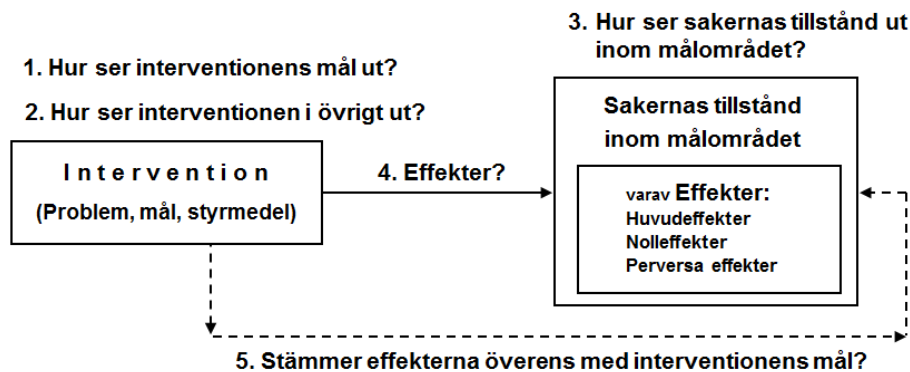 3. Hur ser sakernas tillstånd ut
inom målområdet?
1. Hur ser interventionens mål ut?
2. Hur ser interventionen i övrigt ut?
Intervention
(Problem, mål, styrmedel)
4. Effekter?
Sakernas tillstånd
inom målområdet
varav Effekter:
Huvudeffekter
Nolleffekter
Perversa effekter
5. Stämmer effekterna överens med interventionens mål?